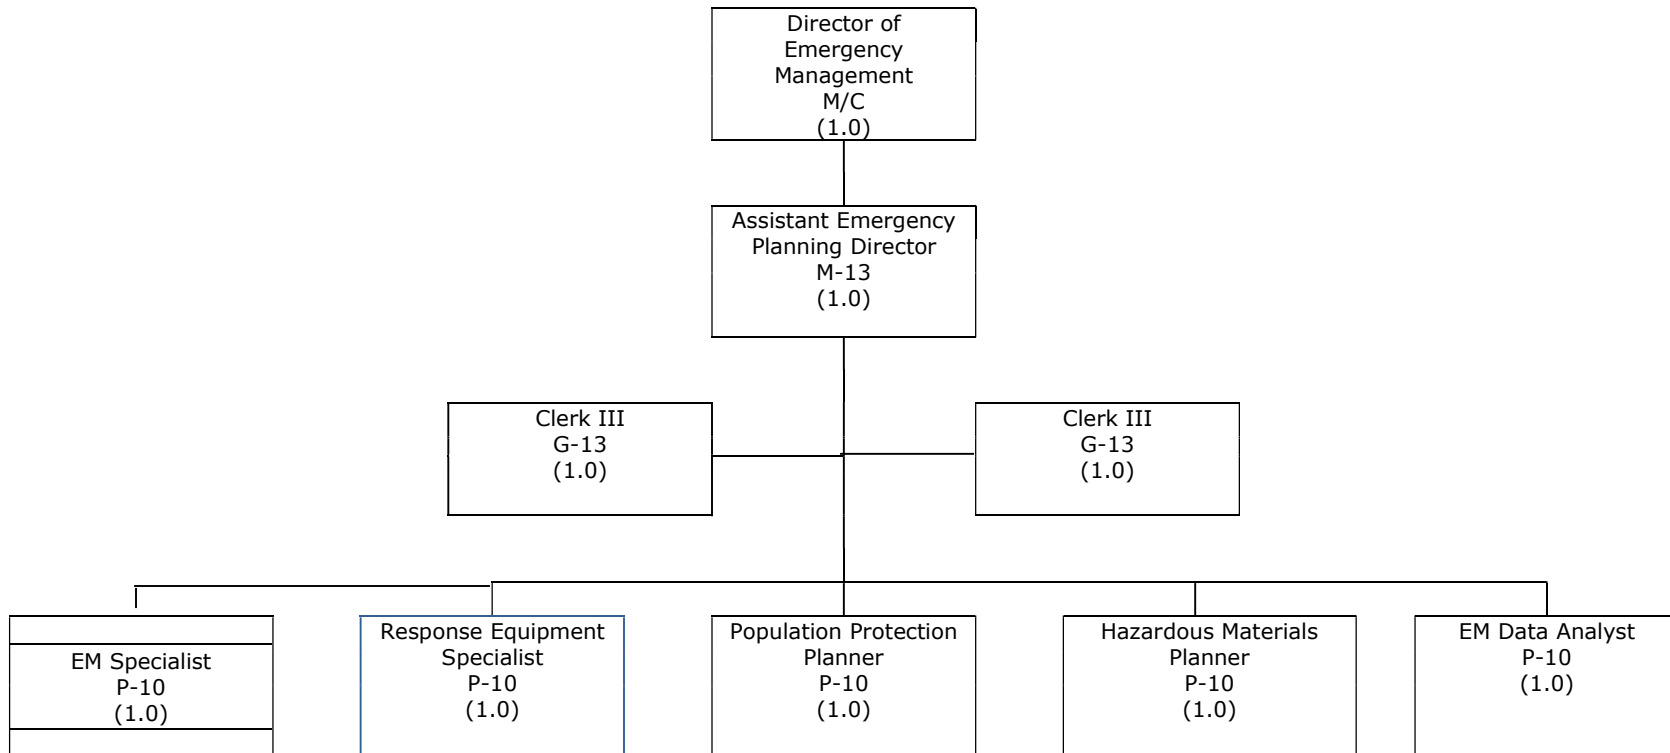 Director of
Emergency
Management
M/C
(1.0)
Assistant Emergency
Planning Director
M-13
(1.0)
Clerk III
G-13
(1.0)
Clerk III
G-13
(1.0)
EM Specialist
P-10
(1.0)
Response Equipment
Specialist
P-10
(1.0)
Population Protection
Planner
P-10
(1.0)
Hazardous Materials
Planner
P-10
(1.0)
EM Data Analyst
P-10
(1.0)